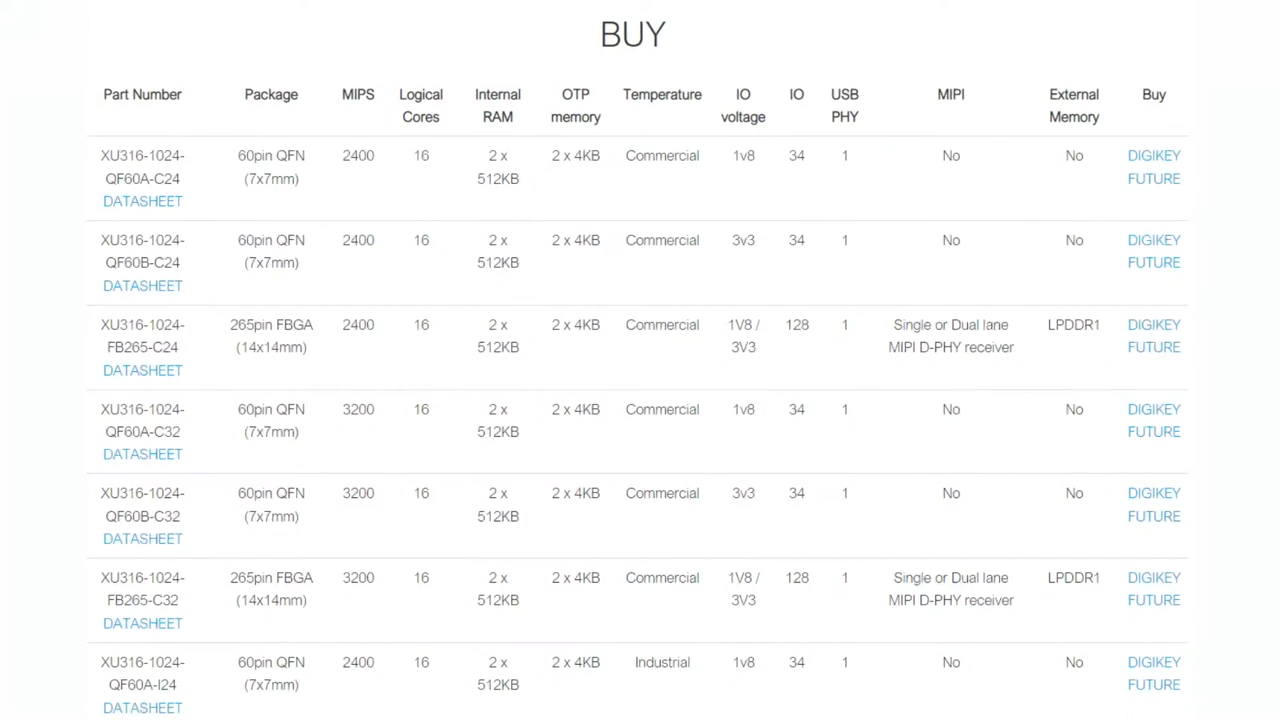 BUY
Part Number Package MIPS Logical Internal OTP Temperature IO IO USB MIPI External Buy
Cores RAM memory voltage PHY Memory
XU316-1024- 60pin QFN 2400 16 2 x 2 x 4KB Commercial 1v8 34 1 No No DIGIKEY
QF60A-C24 (7x7mm) 512KB FUTURE
DATASHEET
XU316-1024- 60pin QFN 2400 16 2 x 2 x 4KB Commercial 3v3 34 1 No No DIGIKEY
QF60B-C24 (7x7mm) 512KB FUTURE
DATASHEET
XU316-1024- 265pin FBGA 2400 16 2 x 2 x 4KB Commercial 1V8 / 128 1 Single or Dual lane LPDDR1 DIGIKEY
FB265-C24 (14x14mm) 512KB 3V3 MIPI D-PHY receiver FUTURE
DATASHEET
XU316-1024- 60pin QFN 3200 16 2 x 2 x 4KB Commercial 1v8 34 1 No No DIGIKEY
QF60A-C32 (7x7mm) 512KB FUTURE
DATASHEET
XU316-1024- 60pin QFN 3200 16 2 x 2 x 4KB Commercial 3v3 34 1 No No DIGIKEY
QF60B-C32 (7x7mm) 512KB FUTURE
DATASHEET
XU316-1024- 265pin FBGA 3200 16 2 x 2 x 4KB Commercial 1V8 / 128 1 Single or Dual lane LPDDR1 DIGIKEY
FB265-C32 (14x14mm) 512KB 3V3 MIPI D-PHY receiver FUTURE
DATASHEET
XU316-1024- 60pin QFN 2400 16 2 x 2 x 4KB Industrial 1v8 34 1 No No DIGIKEY
QF60A-I24 (7x7mm) 512KB FUTURE
DATASHEET